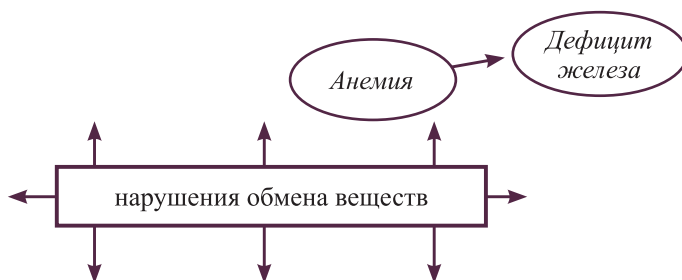 Анемия
Дефицит
железа
нарушения обмена веществ